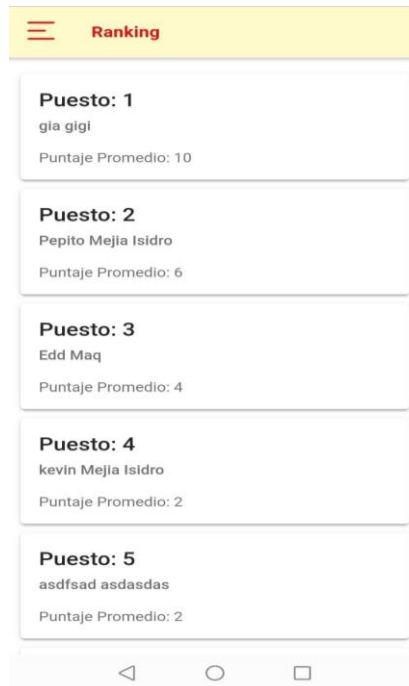 Ranking
Puesto: 1
gia gigi
Puntaje Promedio: 10
Puesto: 2
Pepito Mejia Isidro
Puntaje Promedio: 6
Puesto: 3
Edd Maq
Puntaje Promedio: 4
Puesto: 4
kevin Mejia Isidro
Puntaje Promedio: 2
Puesto: 5
asdfsad asdasdas
Puntaje Promedio: 2